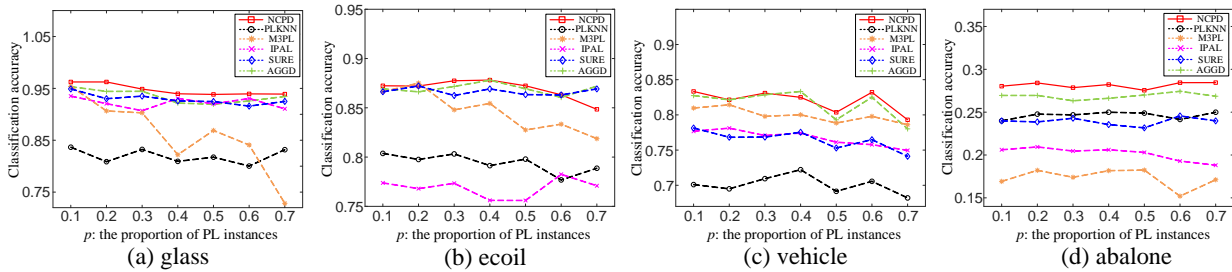 Classification accuracy
1.05
0.95
0.85
0.75
NCPD
PLKNN
M3PL
IPAL
SURE
AGGD
0.1 0.2 0.3 0.4 0.5 0.6 0.7
p: the proportion of PL instances
(a) glass
Classification accuracy
0.95
0.9
0.85
0.8
0.75
NCPD
PLKNN
M3PL
IPAL
SURE
AGGD
0.1 0.2 0.3 0.4 0.5 0.6 0.7
p: the proportion of PL instances
(b) ecoil
Classification accuracy
0.9
0.85
0.8
0.75
0.7
NCPD
PLKNN
M3PL
IPAL
SURE
AGGD
0.1 0.2 0.3 0.4 0.5 0.6 0.7
p: the proportion of PL instances
(c) vehicle
Classification accuracy
0.35
0.3
0.25
0.2
0.15
NCPD
PLKNN
M3PL
IPAL
SURE
AGGD
0.1 0.2 0.3 0.4 0.5 0.6 0.7
p: the proportion of PL instances
(d) abalone